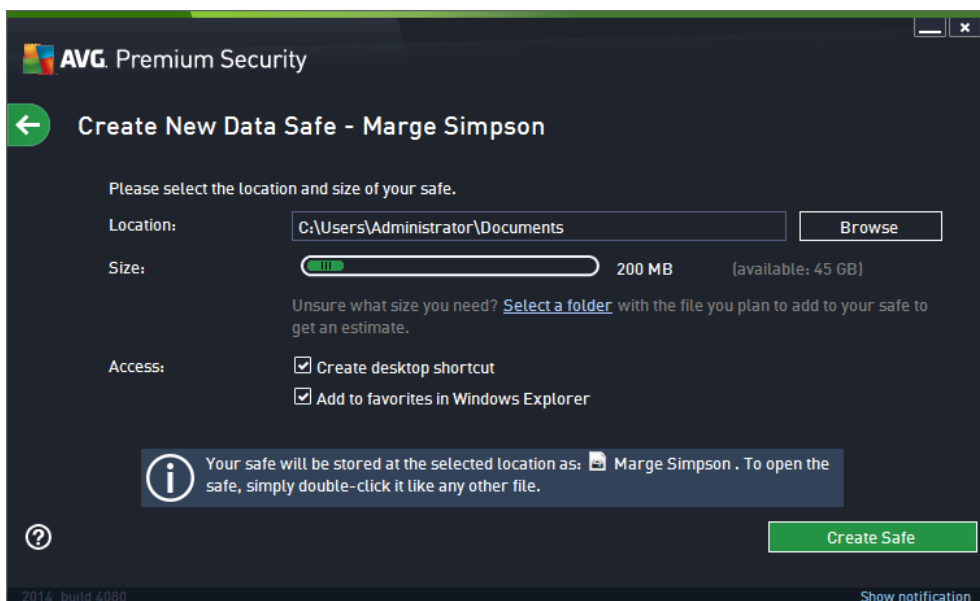 AVG. Premium Security
Create New Data Safe - Marge Simpson
Please select the location and size of your safe.
Location: C:\Users\Administrator\Documents Browse
Size: 200 MB (available: 45 GB)
Unsure what size you need? Select a folder with the file you plan to add to your safe to
get an estimate.
Access: Create desktop shortcut
Add to favorites in Windows Explorer
Your safe will be stored at the selected location as: Marge Simpson . To open the
safe, simply double-click it like any other file.
Create Safe
2014 build 4080 Show notification